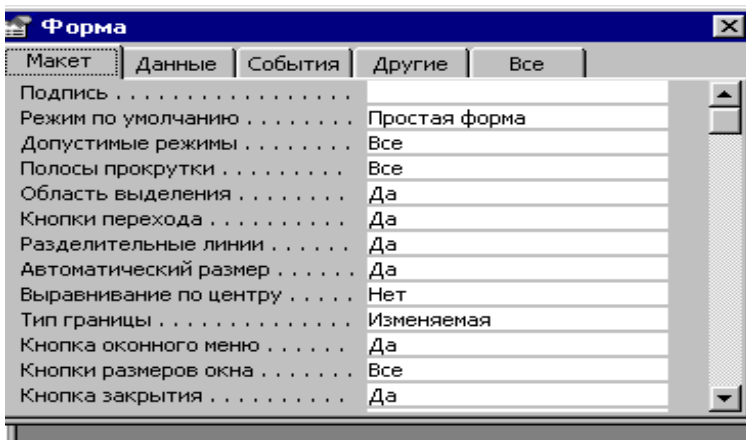 Форма
Макет Данные События Другие Все
Подпись . . . . . . . . . . . . . . . . .
Режим по умолчанию . . . . . . . . Простая форма
Допустимые режимы . . . . . . . . Все
Полосы прокрутки . . . . . . . . . Все
Область выделения . . . . . . . . Да
Кнопки перехода . . . . . . . . . . Да
Разделительные линии . . . . . . Да
Автоматический размер . . . . . . Да
Выравнивание по центру . . . . . Нет
Тип границы . . . . . . . . . . . . . . Изменяемая
Кнопка оконного меню . . . . . . Да
Кнопки размеров окна . . . . . . . Все
Кнопка закрытия . . . . . . . . . . Да